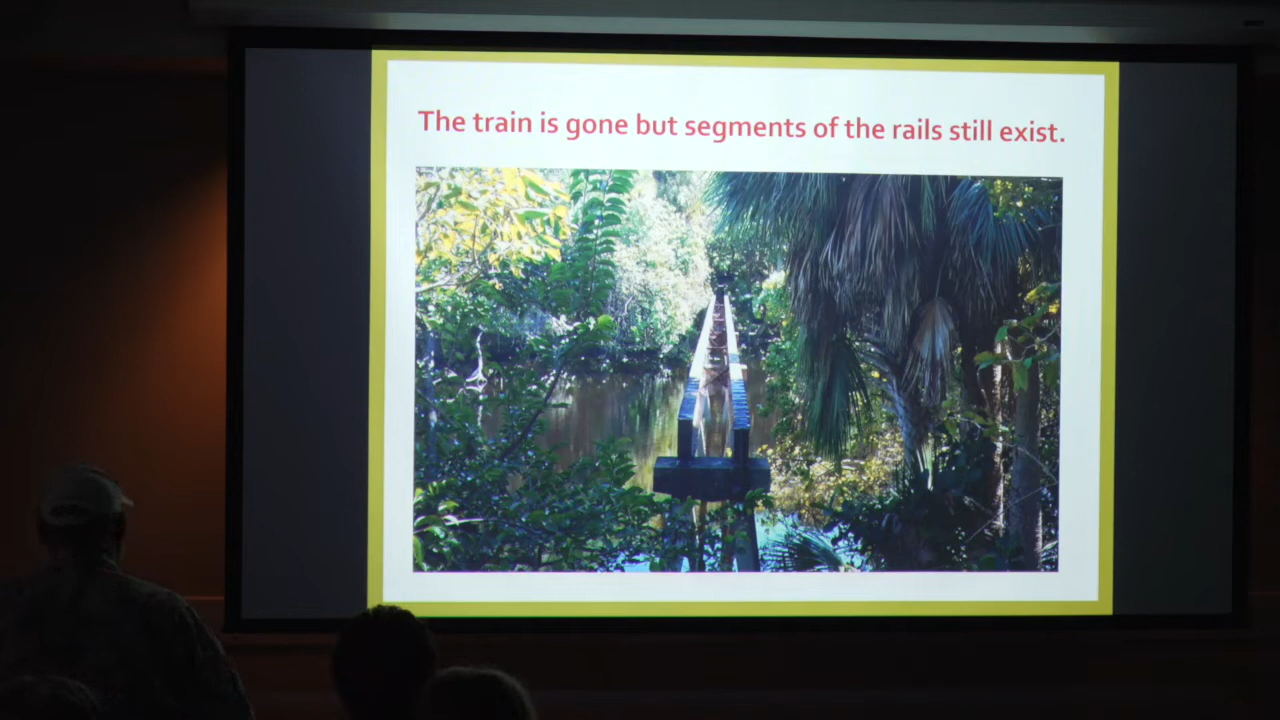 The train is gone but segments of the rails still exist.